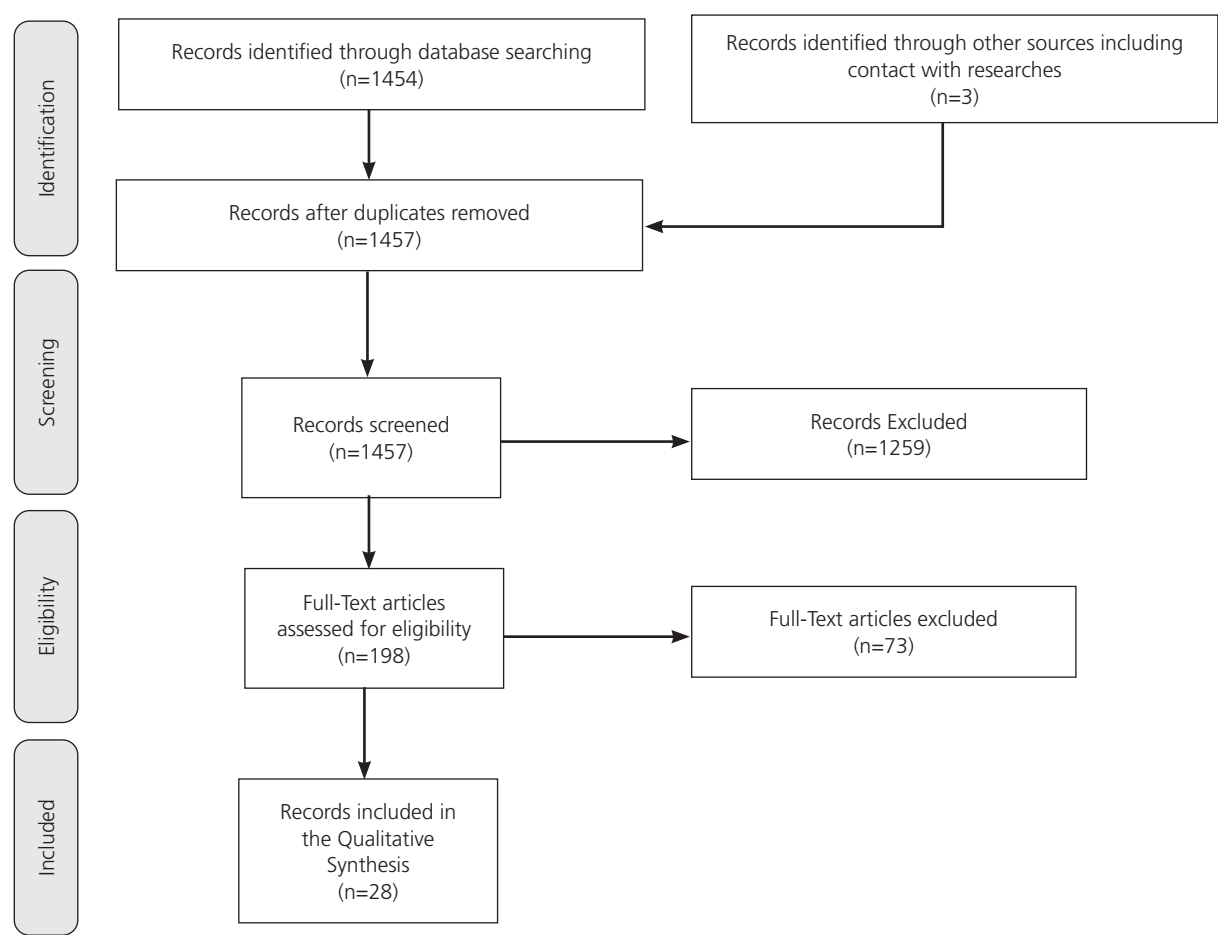 Identification
Records identified through database searching
(n=1454)
Records identified through other sources including
contact with researches
(n=3)
Records after duplicates removed
(n=1457)
Screening
Records screened
(n=1457)
Records Excluded
(n=1259)
Eligibility
Full-Text articles
assessed for eligibility
(n=198)
Full-Text articles excluded
(n=73)
Included
Records included in
the Qualitative
Synthesis
(n=28)